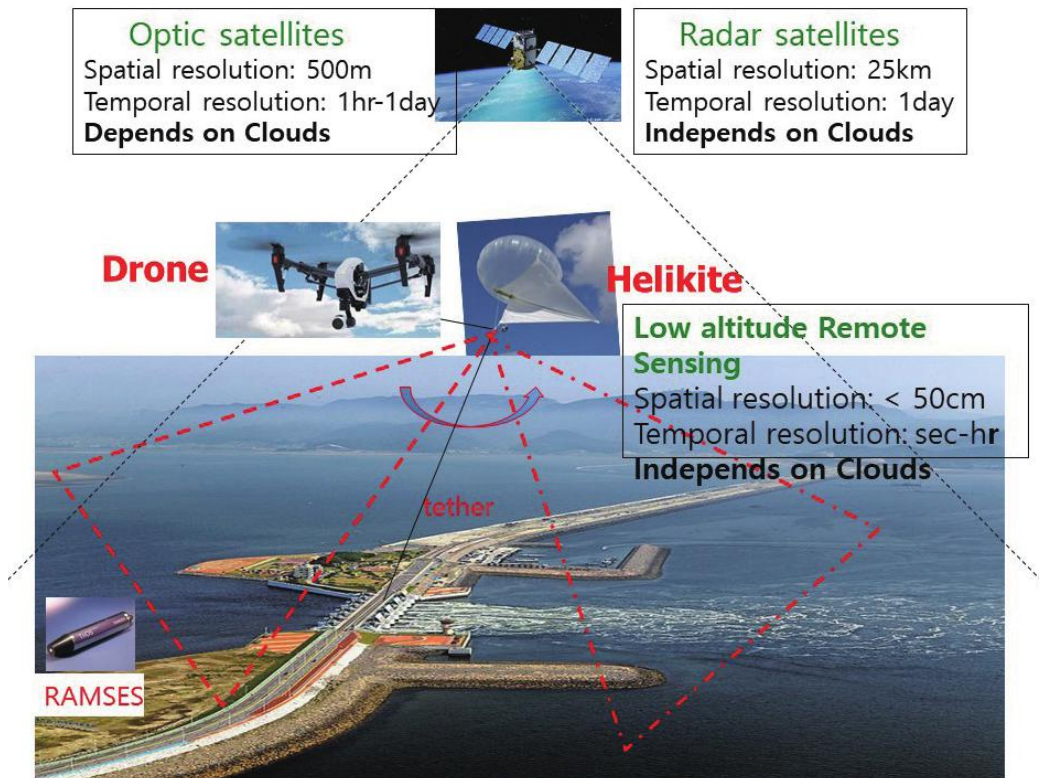 Optic satellites
Spatial resolution: 500m
Temporal resolution: 1hr-1day
Depends on Clouds
Radar satellites
Spatial resolution: 25km
Temporal resolution: 1day
Independs on Clouds
Drone
Helikite
Low altitude Remote
Sensing
Spatial resolution: < 50cm
Temporal resolution: sec-hr
Independs on Clouds
tether
RAMSES